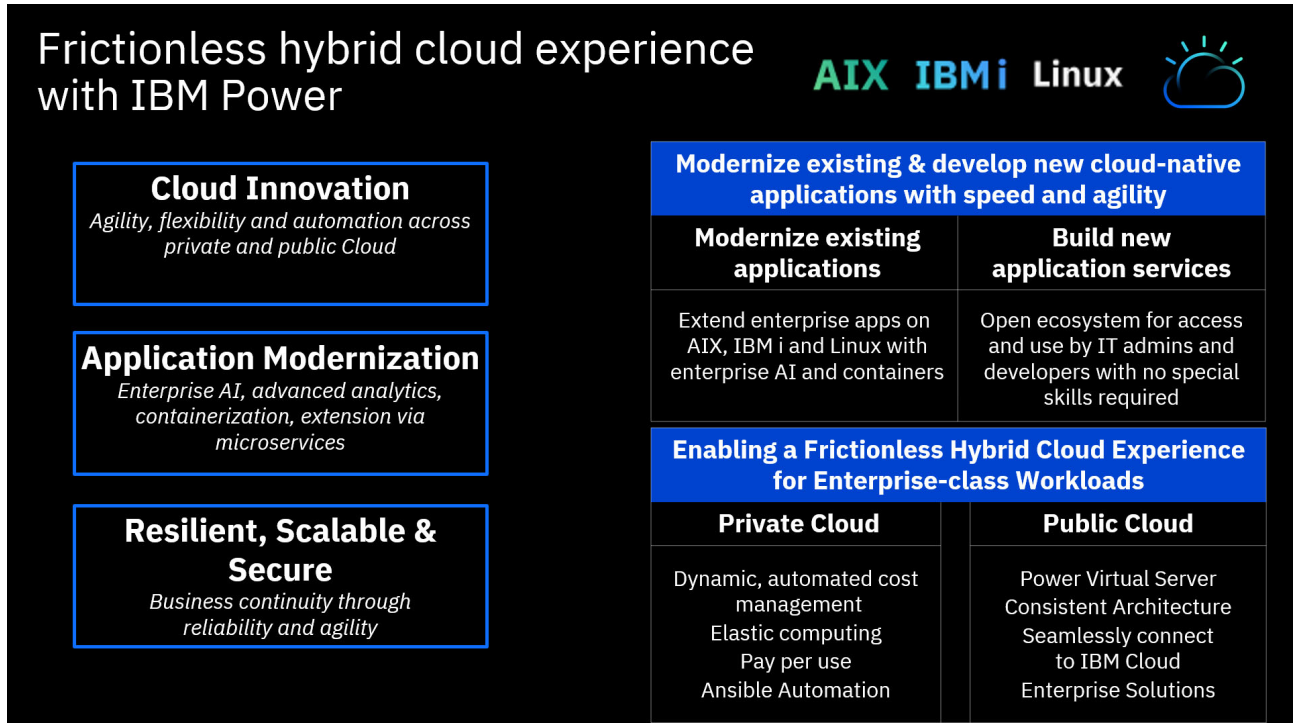 Frictionless hybrid cloud experience
with IBM Power
AIX IBM i Linux
Cloud Innovation
Agility, flexibility and automation across
private and public Cloud
Application Modernization
Enterprise AI, advanced analytics,
containerization, extension via
microservices
Resilient, Scalable &
Secure
Business continuity through
reliability and agility
Modernize existing & develop new cloud-native
applications with speed and agility
Modernize existing
applications
Extend enterprise apps on
AIX, IBM i and Linux with
enterprise AI and containers
Build new
application services
Open ecosystem for access
and use by IT admins and
developers with no special
skills required
Enabling a Frictionless Hybrid Cloud Experience
for Enterprise-class Workloads
Private Cloud
Dynamic, automated cost
management
Elastic computing
Pay per use
Ansible Automation
Public Cloud
Power Virtual Server
Consistent Architecture
Seamlessly connect
to IBM Cloud
Enterprise Solutions